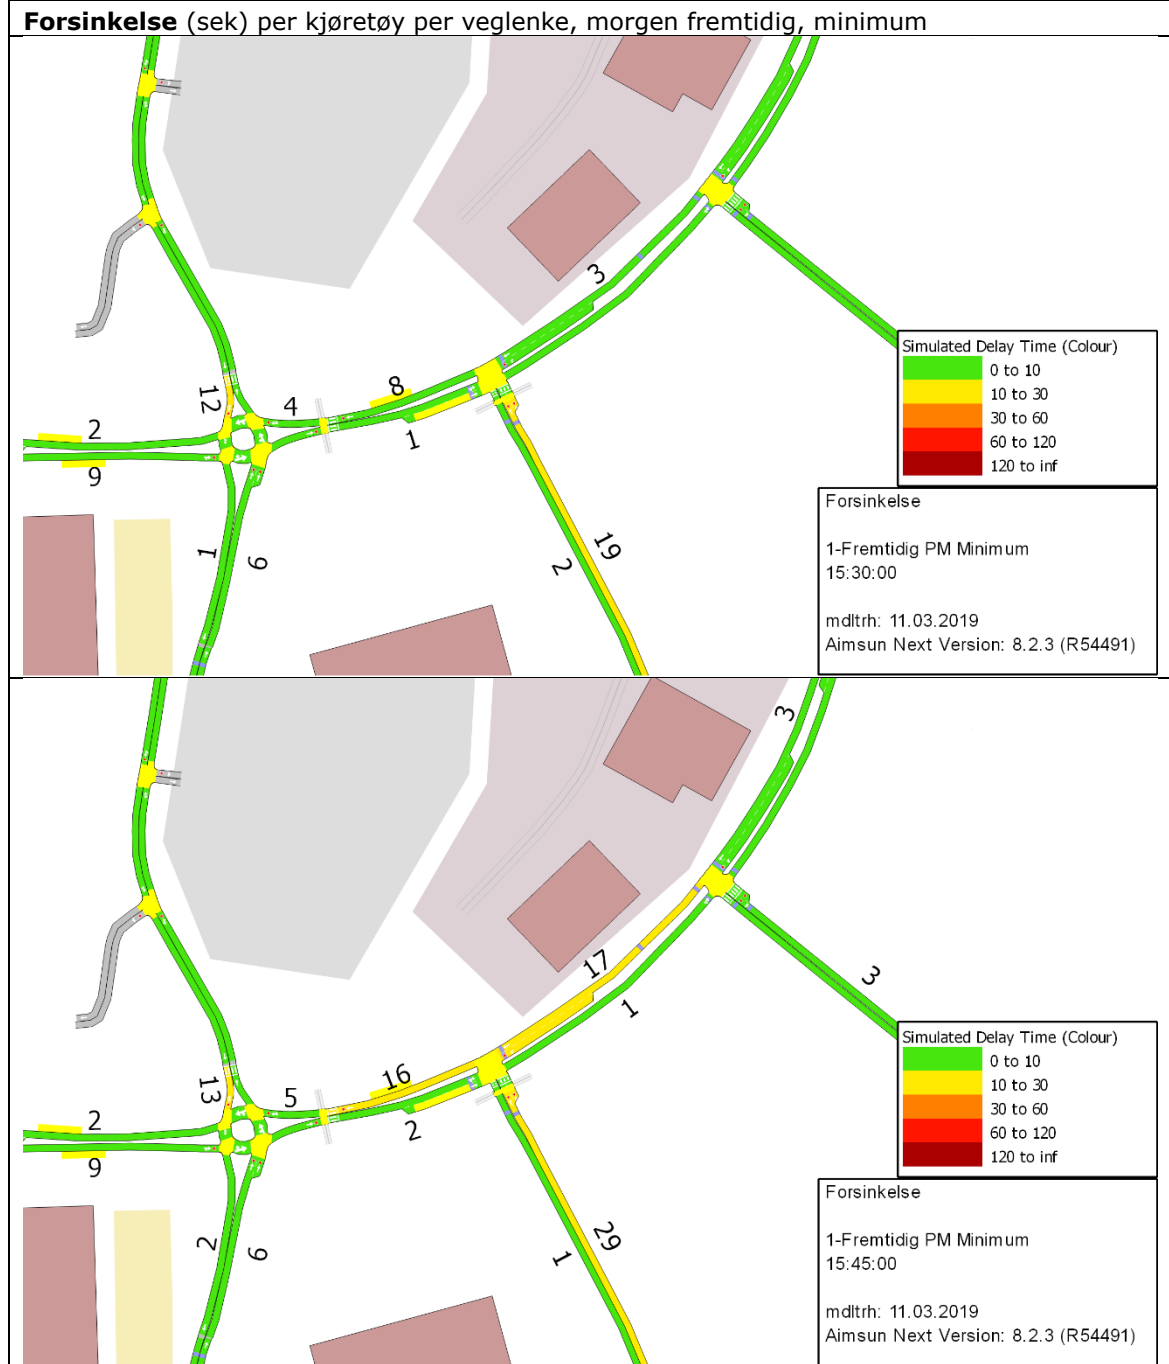 Forsinkelse (sek) per kjøretøy per veglenke, morgen fremtidig, minimum
3
12
8
4
2
1
9
1
6
19
2
Simulated Delay Time (Colour)
0 to 10
10 to 30
30 to 60
60 to 120
120 to inf
Forsinkelse
1-Fremtidig PM Minimum
15:30:00
mdltrh: 11.03.2019
Aimsun Next Version: 8.2.3 (R54491)
3
17
3
1
16
13
5
2
2
9
2
6
29
1
Simulated Delay Time (Colour)
0 to 10
10 to 30
30 to 60
60 to 120
120 to inf
Forsinkelse
1-Fremtidig PM Minimum
15:45:00
mdltrh: 11.03.2019
Aimsun Next Version: 8.2.3 (R54491)